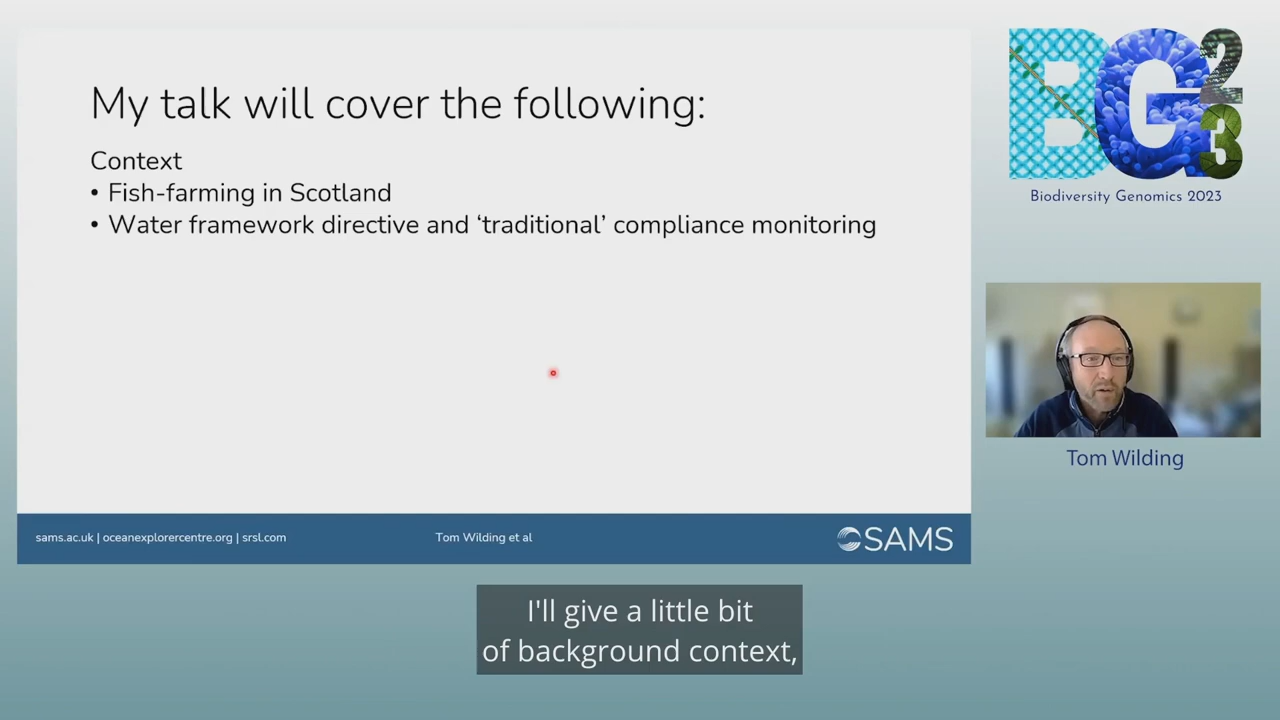 My talk will cover the following:
Context
• Fish-farming in Scotland
• Water framework directive and ‘traditional’ compliance monitoring
sams.ac.uk | oceanexplorercentre.org | srsl.com
Tom Wilding et al
SAMS
BG23
Biodiversity Genomics 2023
Tom Wilding
I'll give a little bit
of background context,